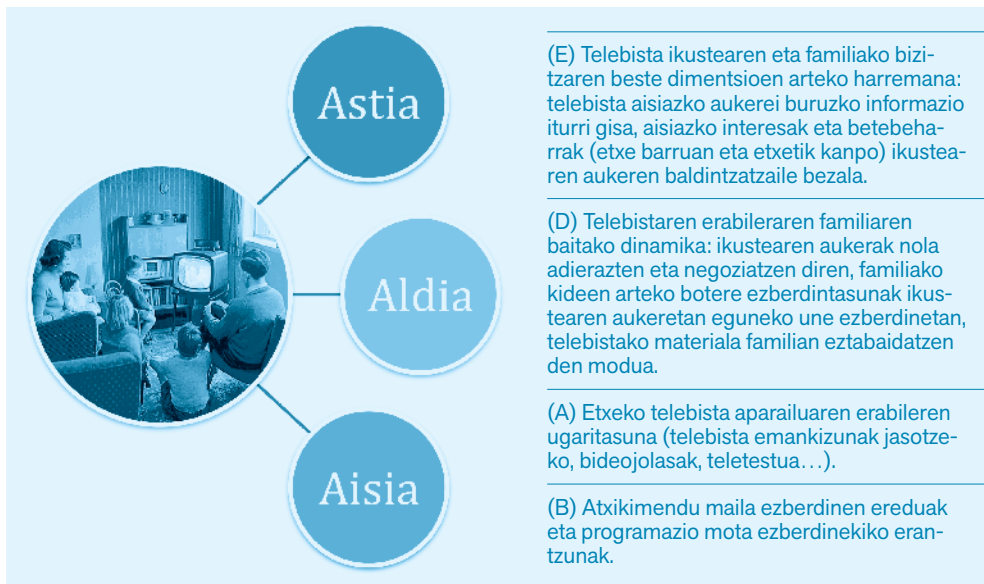 Astia
Aldia
Aisia
(E) Telebista ikustearen eta familiako bizi-
tzaren beste dimentsioen arteko harremana:
telebista aisiazko aukerei buruzko informazio
iturri gisa, aisiazko interesak eta betebeha-
rrak (etxe barruan eta etxetik kanpo) ikustea-
ren aukeren baldintzatzaile bezala.
(D) Telebistaren erabileraren familiaren
baitako dinamika: ikustearen aukerak nola
adierazten eta negoziatzen diren, familiako
kideen arteko botere ezberdintasunak ikus-
tearen aukeretan eguneko une ezberdinetan,
telebistako materiala familian eztabaidatzen
den modua.
(A) Etxeko telebista aparailuaren erabileren
ugaritasuna (telebista emankizunak jasotze-
ko, bideojolasak, teletestua…).
(B) Atxikimendu maila ezberdinen ereduak
eta programazio mota ezberdinekiko eran-
tzunak.